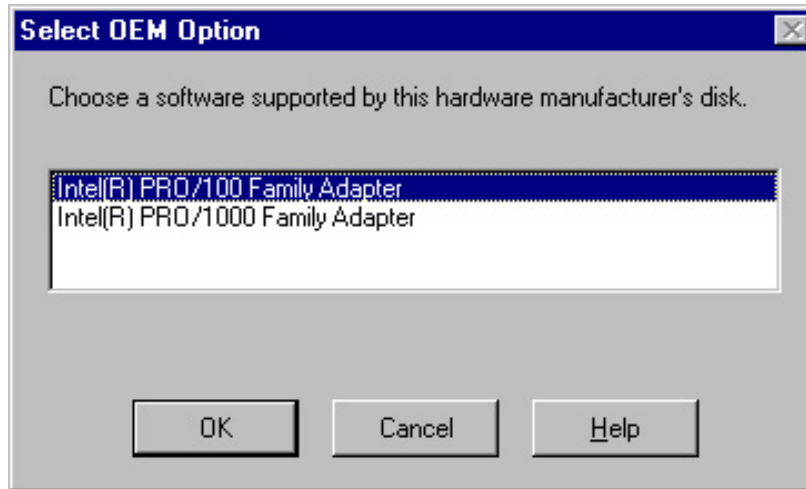 Select OEM Option
Choose a software supported by this hardware manufacturer's disk.
Intel(R) PRO/100 Family Adapter
Intel(R) PRO/1000 Family Adapter
OK
Cancel
Help